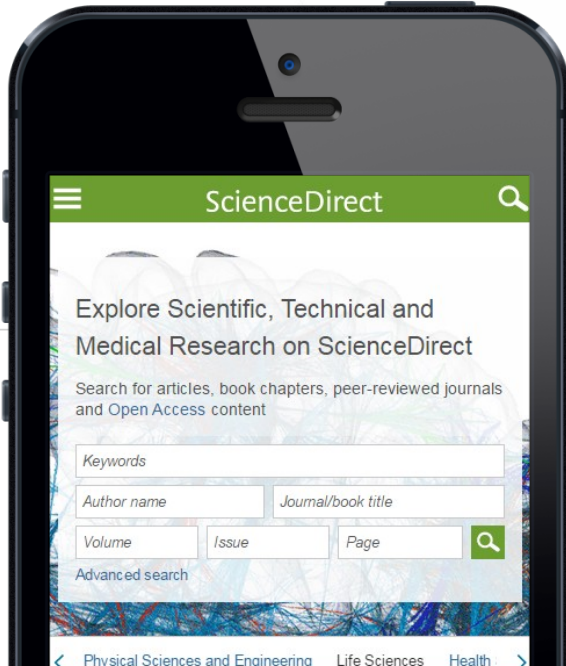 ScienceDirect
Explore Scientific, Technical and
Medical Research on ScienceDirect
Search for articles, book chapters, peer-reviewed journals
and Open Access content
Keywords
Author name Journal/book title
Volume Issue Page
Advanced search
Physical Sciences and Engineering Life Sciences Health